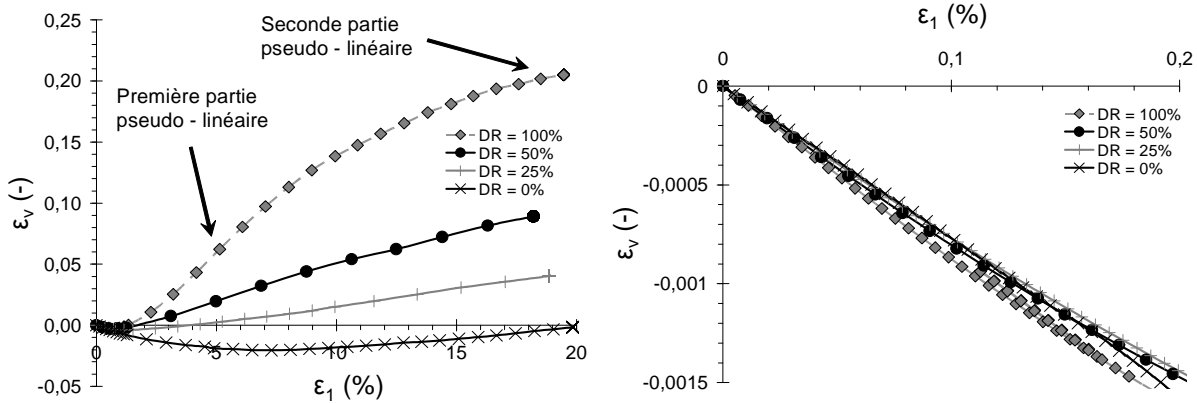 0,25
0,20
0,15
0,10
0,05
0,00
-0,05
εv (-)
0
5
10
15
20
ε1 (%)
Première partie
pseudo - linéaire
Seconde partie
pseudo - linéaire
DR = 100%
DR = 50%
DR = 25%
DR = 0%
ε1 (%)
0
0,1
0,2
0
-0,0005
-0,001
-0,0015
εv (-)
DR = 100%
DR = 50%
DR = 25%
DR = 0%